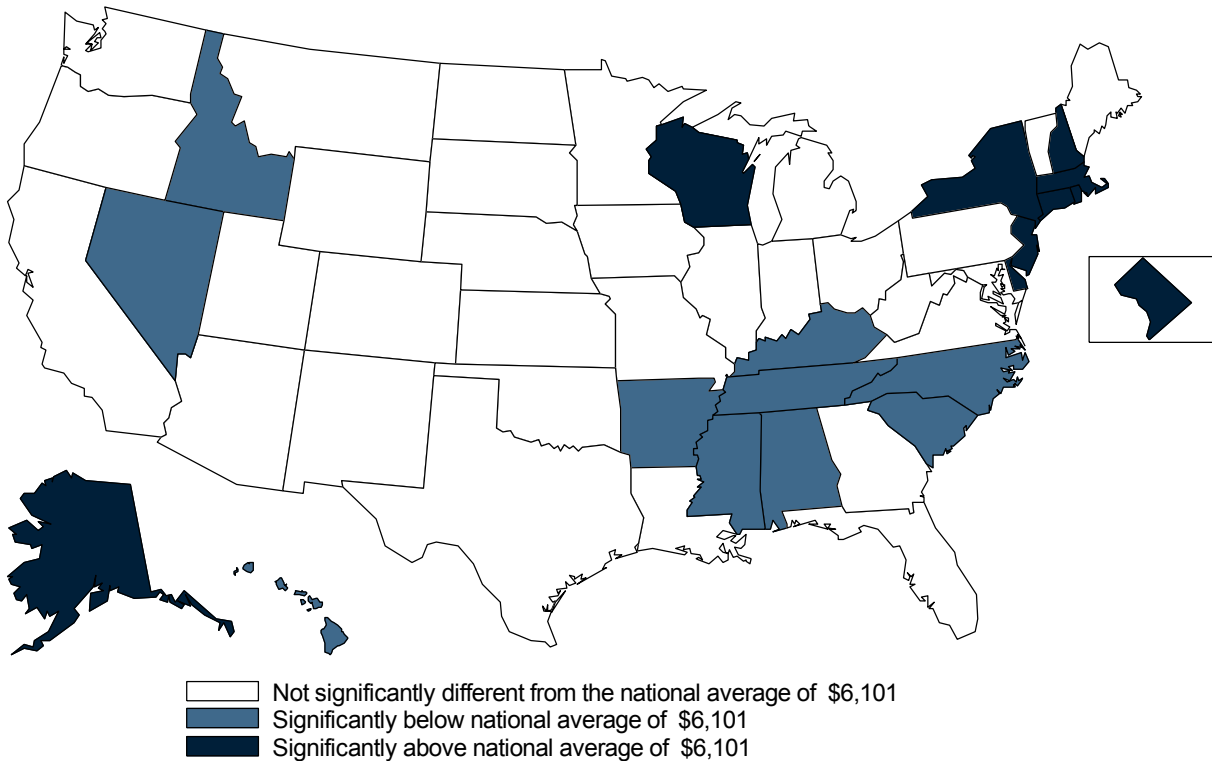 Not significantly different from the national average of $6,101
Significantly below national average of $6,101
Significantly above national average of $6,101